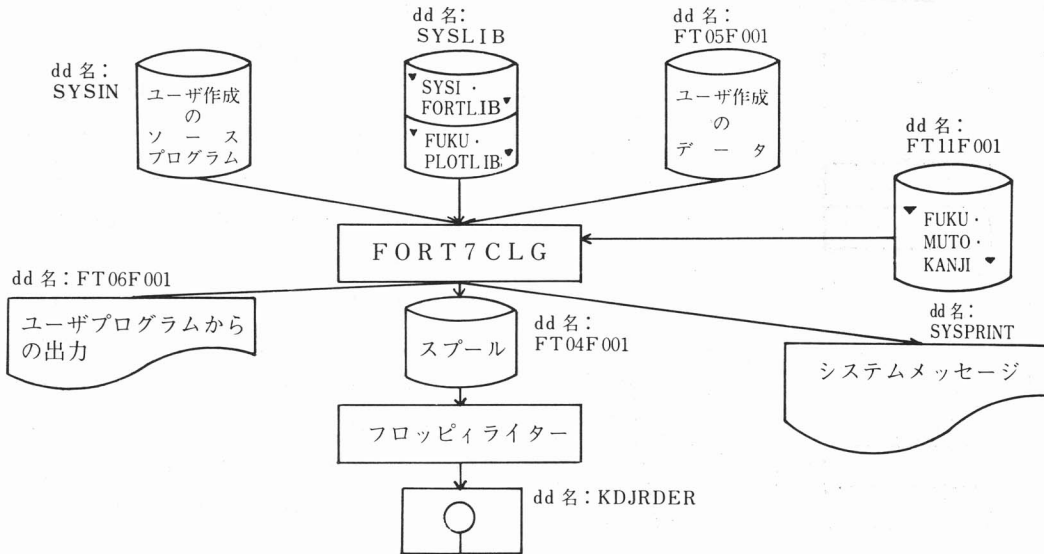 dd 名：
SYSIN
ユーザ作成
の
ソース
プログラム
dd 名：
SYSLIB
SYSI・
FORTLIB
FUKU・
PLOTLIB
dd 名：
FT05F001
ユーザ作成
の
データ
dd 名：
FT11F001
FUKU・
MUTO・
KANJI
FORT7CLG
dd 名：FT06F001
ユーザプログラムから
の出力
スプール
dd 名：
FT04F001
dd 名：
SYSPRINT
システムメッセージ
フロッピィライター
dd 名：KDJRDER